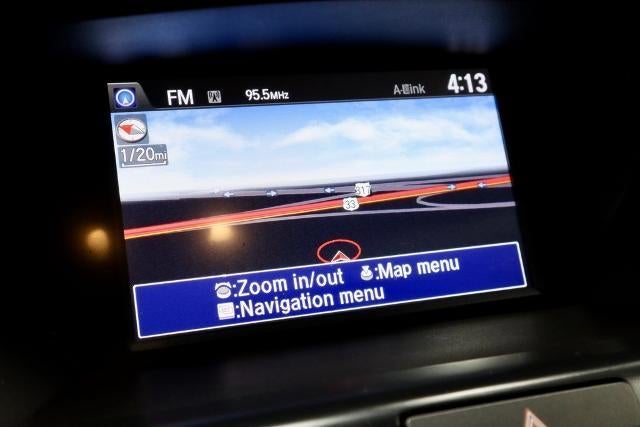 FM 95.5MHz A-Link 4:13
1/20mi
317
33
:Zoom in/out :Map menu
:Navigation menu